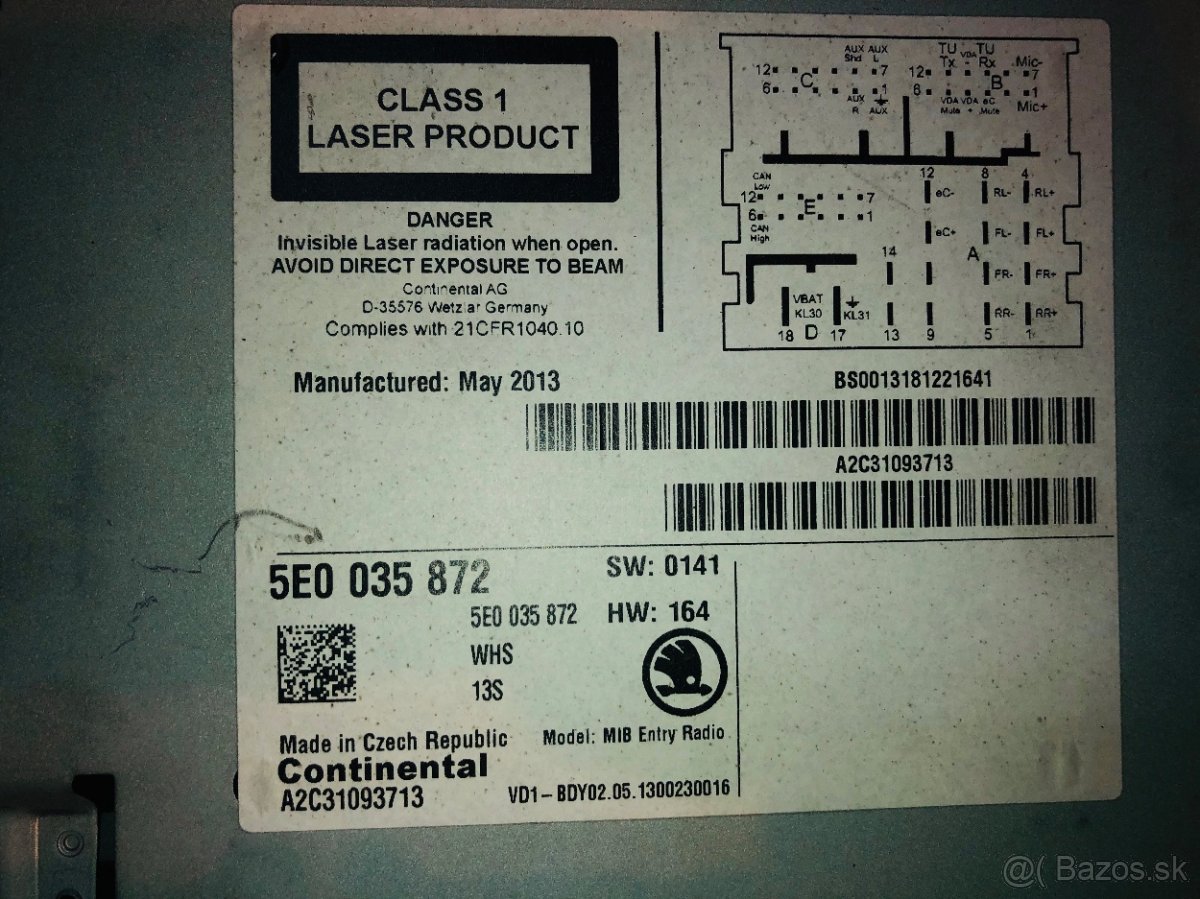 CLASS 1
LASER PRODUCT
DANGER
Invisible Laser radiation when open.
AVOID DIRECT EXPOSURE TO BEAM
Continental AG
D-35576 Wetzlar Germany
Complies with 21CFR1040.10
AUX AUX
Shd L
12 C 7
6 1
AUX AUX
R
TU VDA TU
Tx - Rx Mic-
12 B 7
6 1
VDA VDA eC Mic+
Mute + Mute
CAN
Low
12 E 7
6 1
CAN
High
12 8 4
eC- RL- RL+
eC+ FL- FL+
14 A
FR- FR+
VBAT
KL30 KL31 RR- RR+
18 D 17 13 9 5 1
Manufactured: May 2013
BS0013181221641
A2C31093713
5E0 035 872
SW: 0141
5E0 035 872
HW: 164
WHS
13S
Made in Czech Republic
Model: MIB Entry Radio
Continental
A2C31093713
VD1-BDY02.05.1300230016
@( Bazos.sk